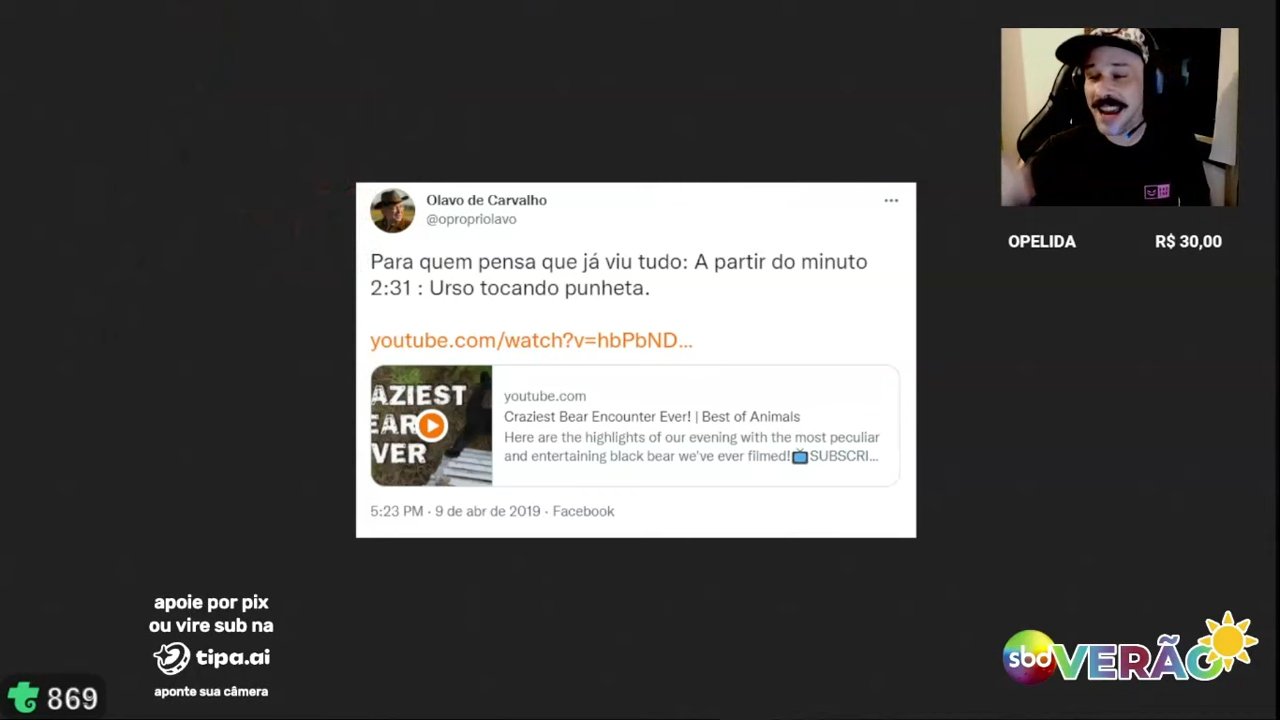 Olavo de Carvalho
@opropriolavo
Para quem pensa que já viu tudo: A partir do minuto
2:31 : Urso tocando punheta.
youtube.com/watch?v=hbPbND...
AZIEST
EAR
VER
youtube.com
Craziest Bear Encounter Ever! | Best of Animals
Here are the highlights of our evening with the most peculiar
and entertaining black bear we've ever filmed!📺SUBSCRI...
5:23 PM · 9 de abr de 2019 · Facebook
OPELIDA R$ 30,00
apoie por pix
ou vire sub na
tipa.ai
aponte sua câmera
869
sbd VERÃO